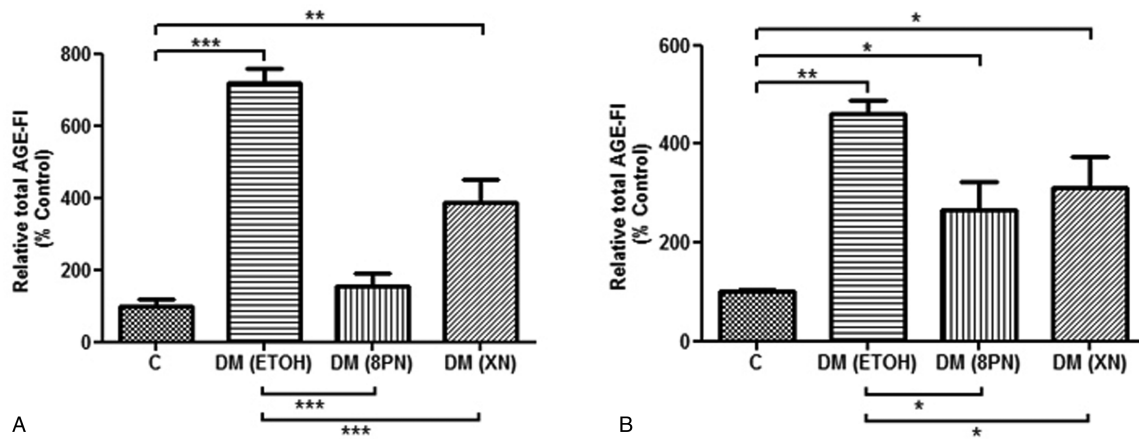 **
***
800
600
400
200
0
Relative total AGE-FI
(% Control)
C DM (ETOH) DM (8PN) DM (XN)
***
***
A
*
*
**
600
400
200
0
Relative total AGE-FI
(% Control)
C DM (ETOH) DM (8PN) DM (XN)
*
*
B